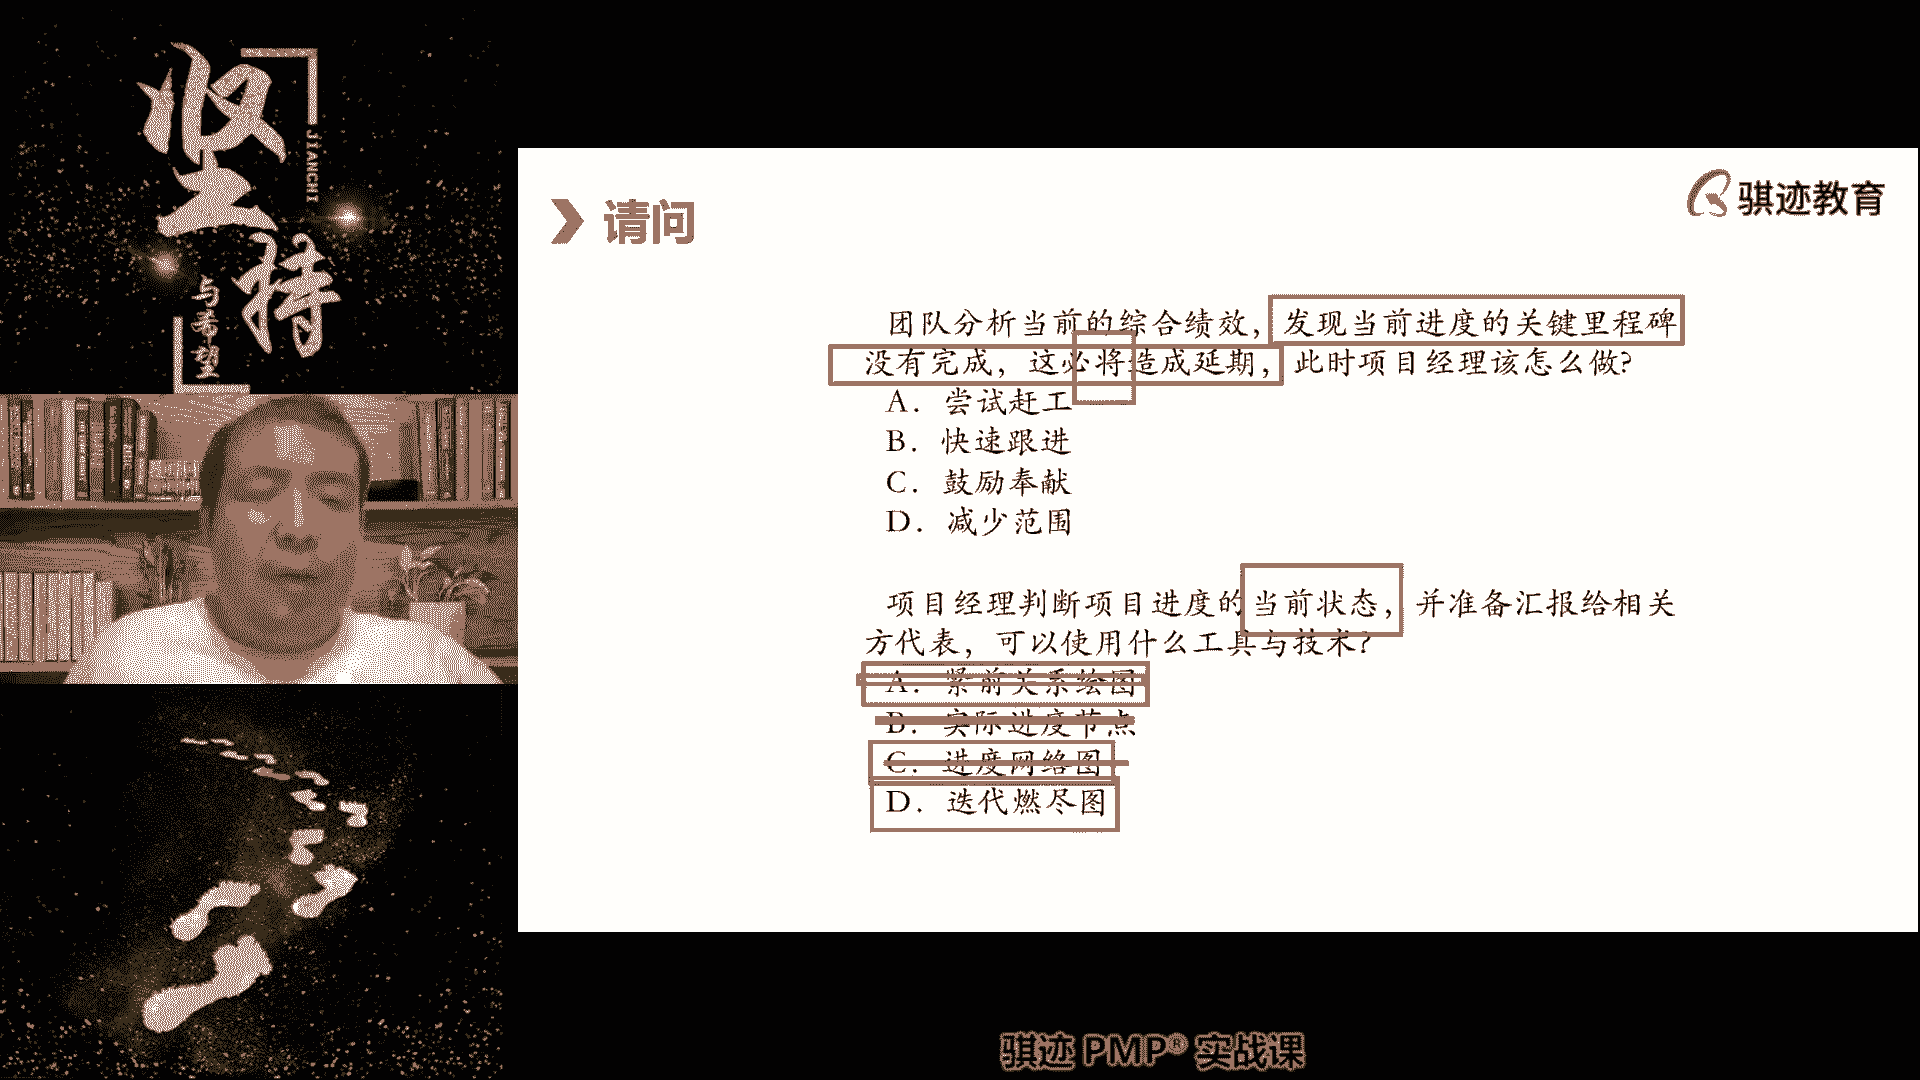 坚
JIANCHI
持
与希望
请问
骐迹教育
团队分析当前的综合绩效，发现当前进度的关键里程碑
没有完成，这必将造成延期，此时项目经理该怎么做?
A. 尝试赶工
B. 快速跟进
C. 鼓励奉献
D. 减少范围
项目经理判断项目进度的当前状态，并准备汇报给相关
方代表，可以使用什么工具与技术?
A. 紧前关系绘图
B. 实际进度节点
C. 进度网络图
D. 迭代燃尽图
骐迹 PMP® 实战课